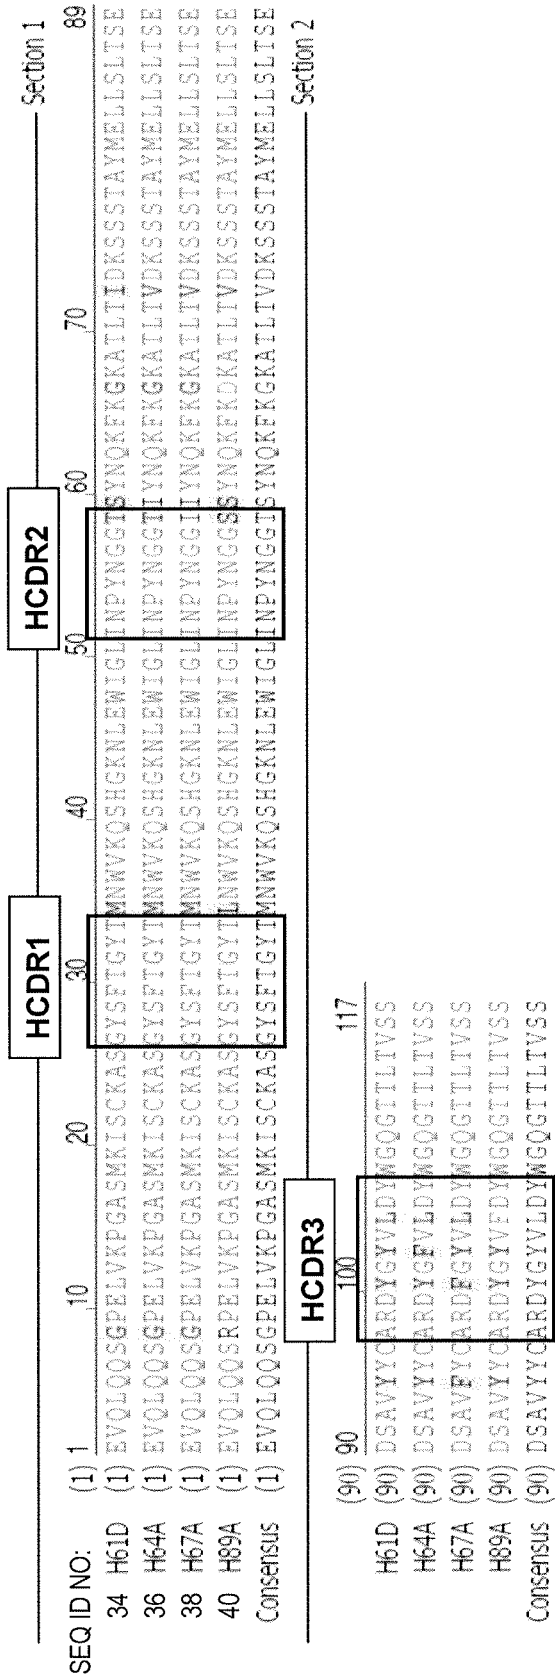 HCDR1 HCDR2
Section 1
SEQ ID NO: (1) 1 10 20 30 40 50 60 70 89
34 H61D (1) EVQLQQSGPELVKPGASMKISCKASGYSFTGYTMNWVKQSHGKNLEWIGLINPYNGGTSYNQKFKGKATLTIDKSSSTAYMELLSLTSE
36 H64A (1) EVQLQQSGPELVKPGASMKISCKASGYSFTGYTMNWVKQSHGKNLEWIGLINPYNGGTIYNQKFKGKATLTVDKSSSTAYMELLSLTSE
38 H67A (1) EVQLQQSGPELVKPGASMKISCKASGYSFTGYTMNWVKQSHGKNLEWIGLINPYNGGTIYNQKFKGKATLTVDKSSSTAYMELLSLTSE
40 H89A (1) EVQLQQSRPELVKPGASMKISCKASGYSFTGYTLNWVKQSHGKNLEWIGLINPYNGGSSYNQKFKDKATLTVDKSSSTAYMELLSLTSE
Consensus (1) EVQLQQSGPELVKPGASMKISCKASGYSFTGYTMNWVKQSHGKNLEWIGLINPYNGGTSYNQKFKGKATLTVDKSSSTAYMELLSLTSE
HCDR3
Section 2
(90) 90 100 117
H61D (90) DSAVYYCARDYGYVLDYWGQGTTLTVSS
H64A (90) DSAVYYCARDYGFVLDYWGQGTTLTVSS
H67A (90) DSAVFYCARDFGYVLDYWGQGTTLTVSS
H89A (90) DSAVYYCARDYGYVFDYWGQGTTLTVSS
Consensus (90) DSAVYYCARDYGYVLDYWGQGTTLTVSS